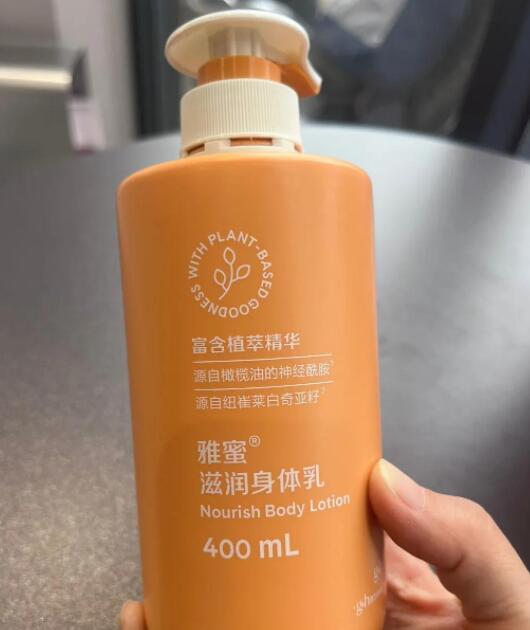 WITH PLANT-BASED GOODNESS
富含植萃精华
源自橄榄油的神经酰胺¹
源自纽崔莱白奇亚籽²
雅蜜®
滋润身体乳
Nourish Body Lotion
400 mL